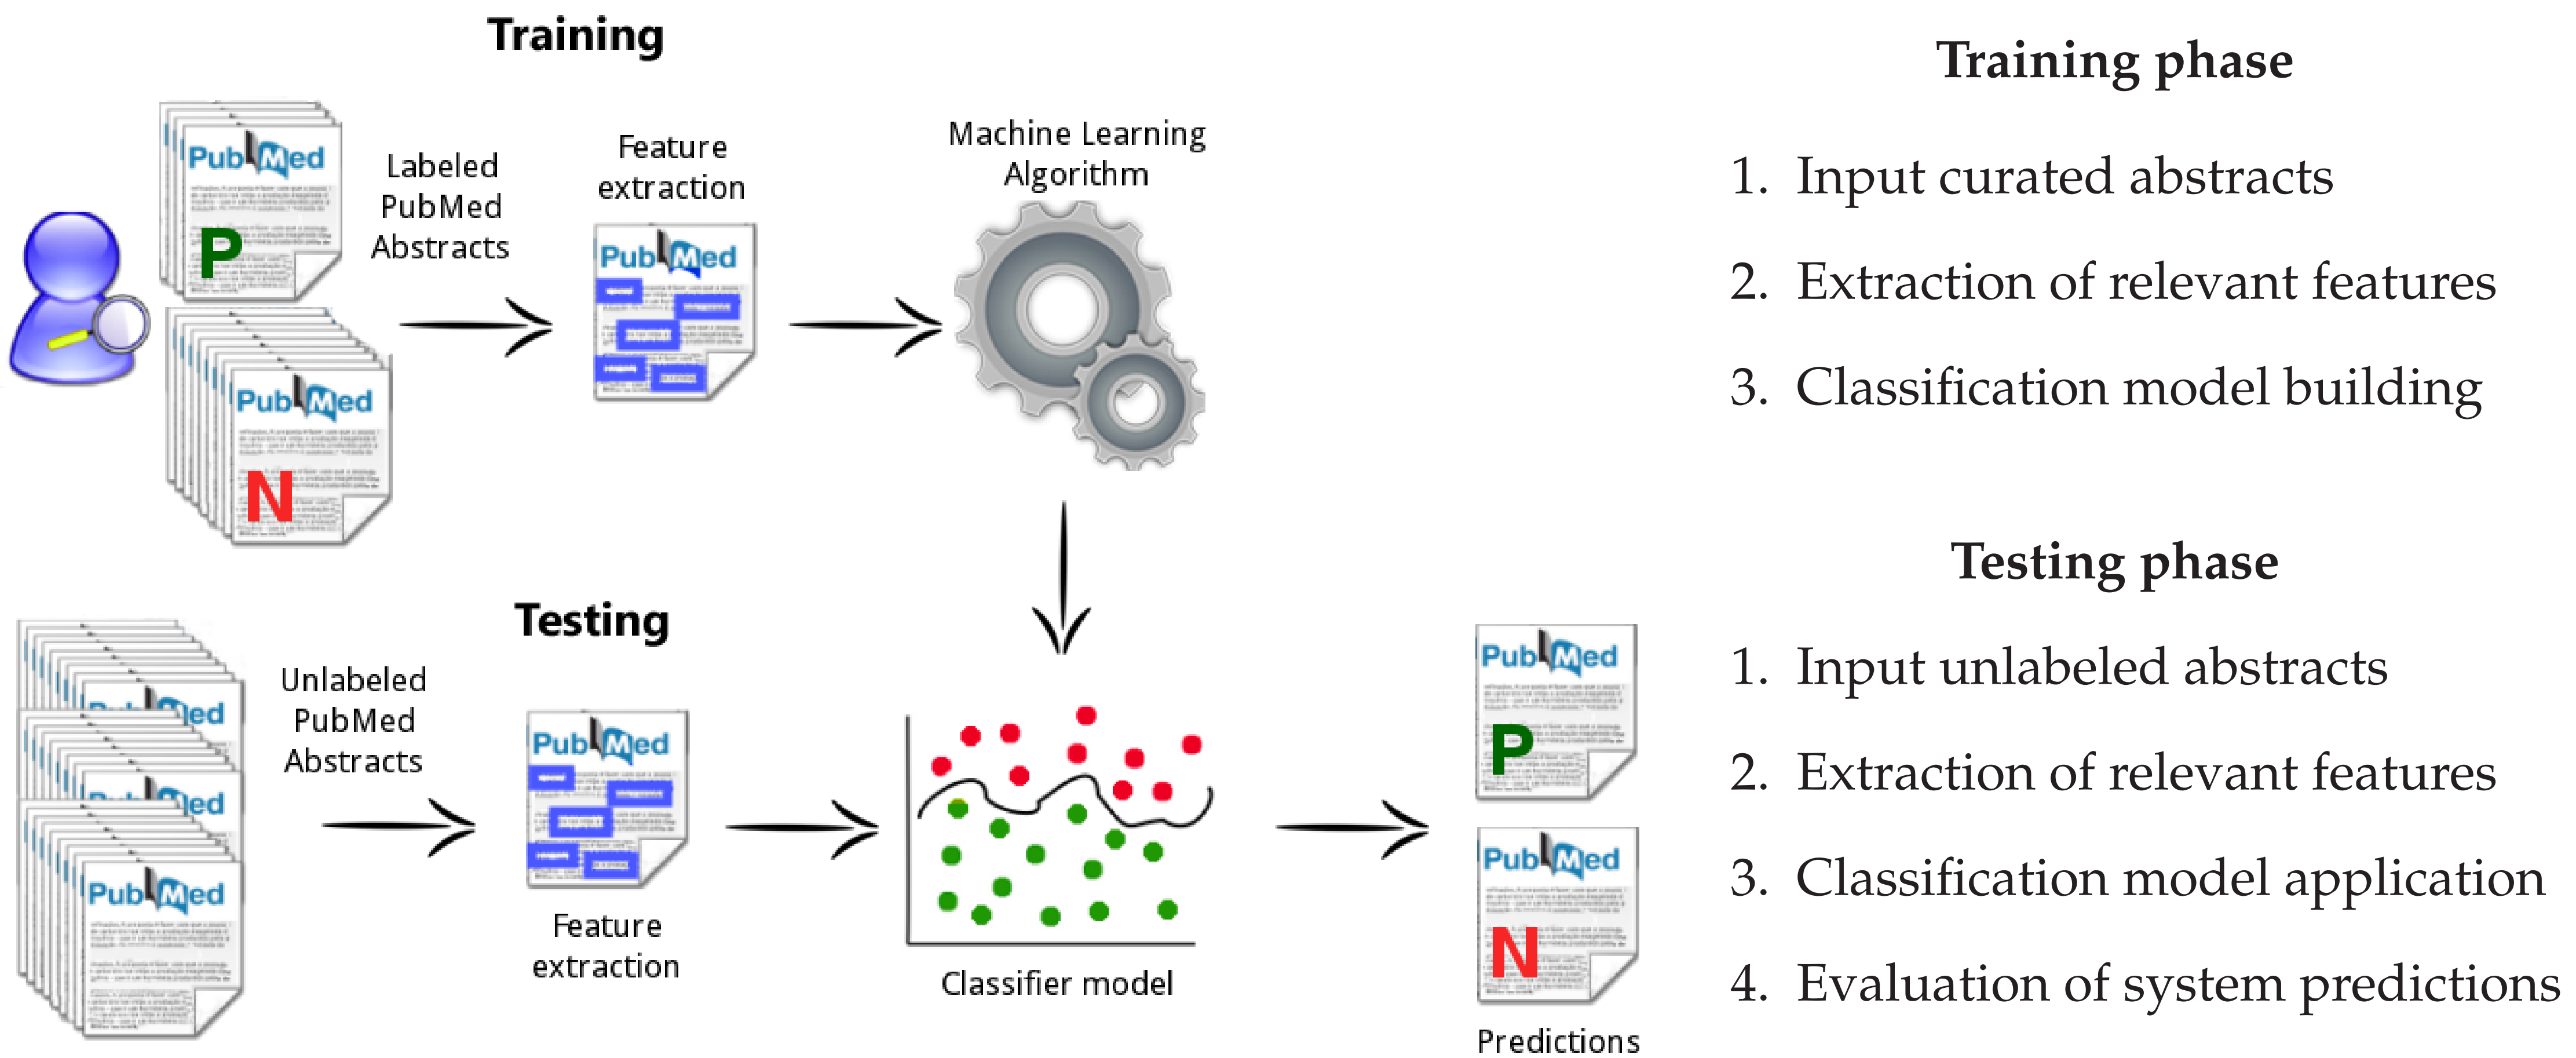 Training
PubMed
P
Labeled
PubMed
Abstracts
PubMed
N
Feature
extraction
PubMed
Machine Learning
Algorithm
Testing
Med
Med
PubMed
Unlabeled
PubMed
Abstracts
PubMed
Feature
extraction
Classifier model
PubMed
P
PubMed
N
Predictions
Training phase
1. Input curated abstracts
2. Extraction of relevant features
3. Classification model building
Testing phase
1. Input unlabeled abstracts
2. Extraction of relevant features
3. Classification model application
4. Evaluation of system predictions